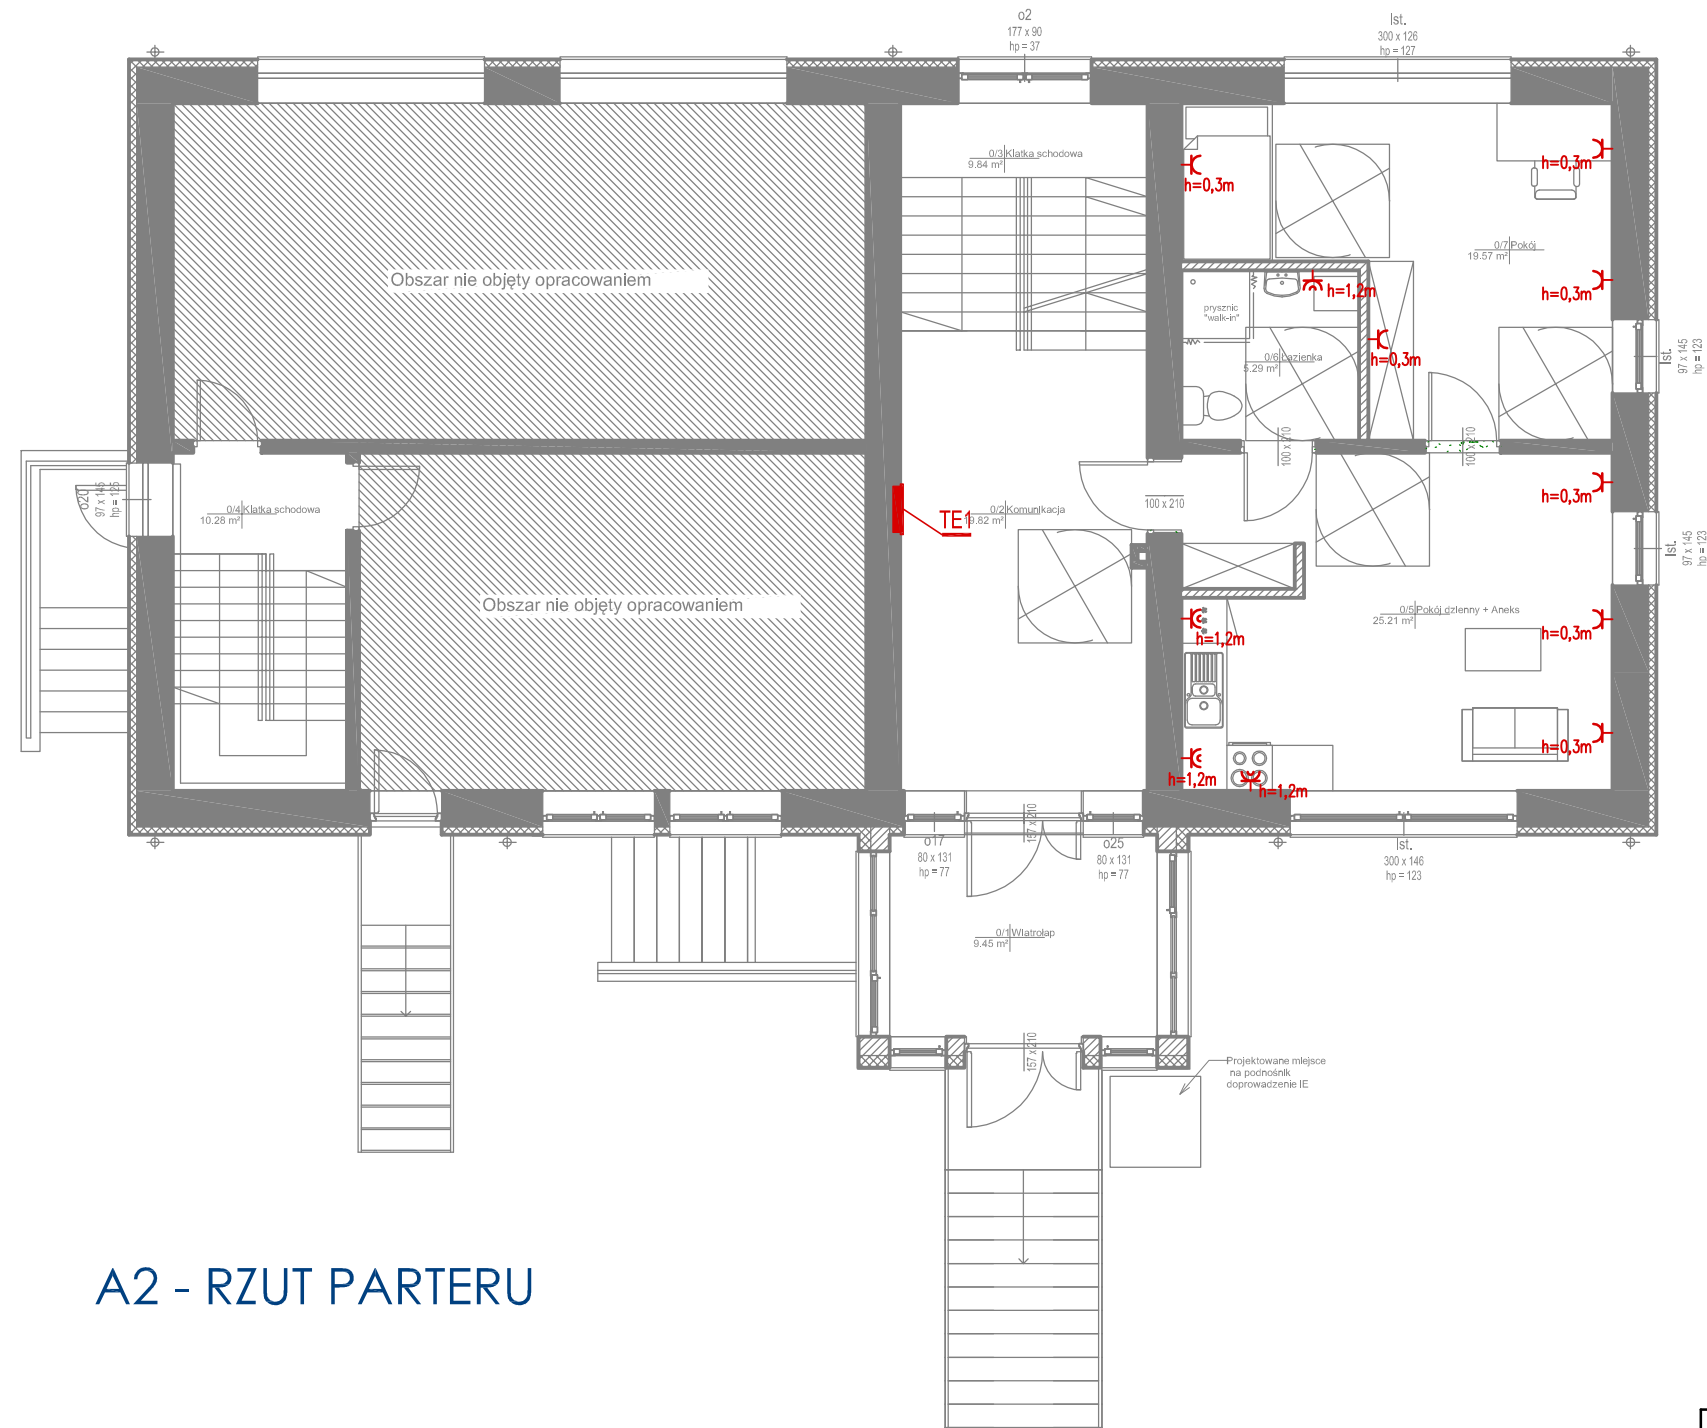 o2
177 x 90
hp = 37
Ist.
300 x 126
hp = 127
0/3 Klatka schodowa
9.84 m²
h=0,3m
h=0,3m
0/7 Pokój
19.57 m²
Obszar nie objęty opracowaniem
h=0,3m
h=1,2m
prysznic
"walk-in"
0/6 Łazienka
5.29 m²
h=0,3m
Ist.
97 x 145
hp = 123
100 x 210
100 x 210
o20
97 x 145
hp = 125
0/4 Klatka schodowa
10.28 m²
TE1
0/2 Komunikacja
19.82 m²
100 x 210
h=0,3m
Ist.
97 x 145
hp = 123
Obszar nie objęty opracowaniem
0/5 Pokój dzienny + Aneks
25.21 m²
h=1,2m
h=0,3m
h=0,3m
h=1,2m
h=1,2m
157 x 210
o17
80 x 131
hp = 77
o25
80 x 131
hp = 77
Ist.
300 x 146
hp = 123
0/1 Wiatrołap
9.45 m²
157 x 210
Projektowane miejsce
na podnośnik
doprowadzenie IE
A2 - RZUT PARTERU